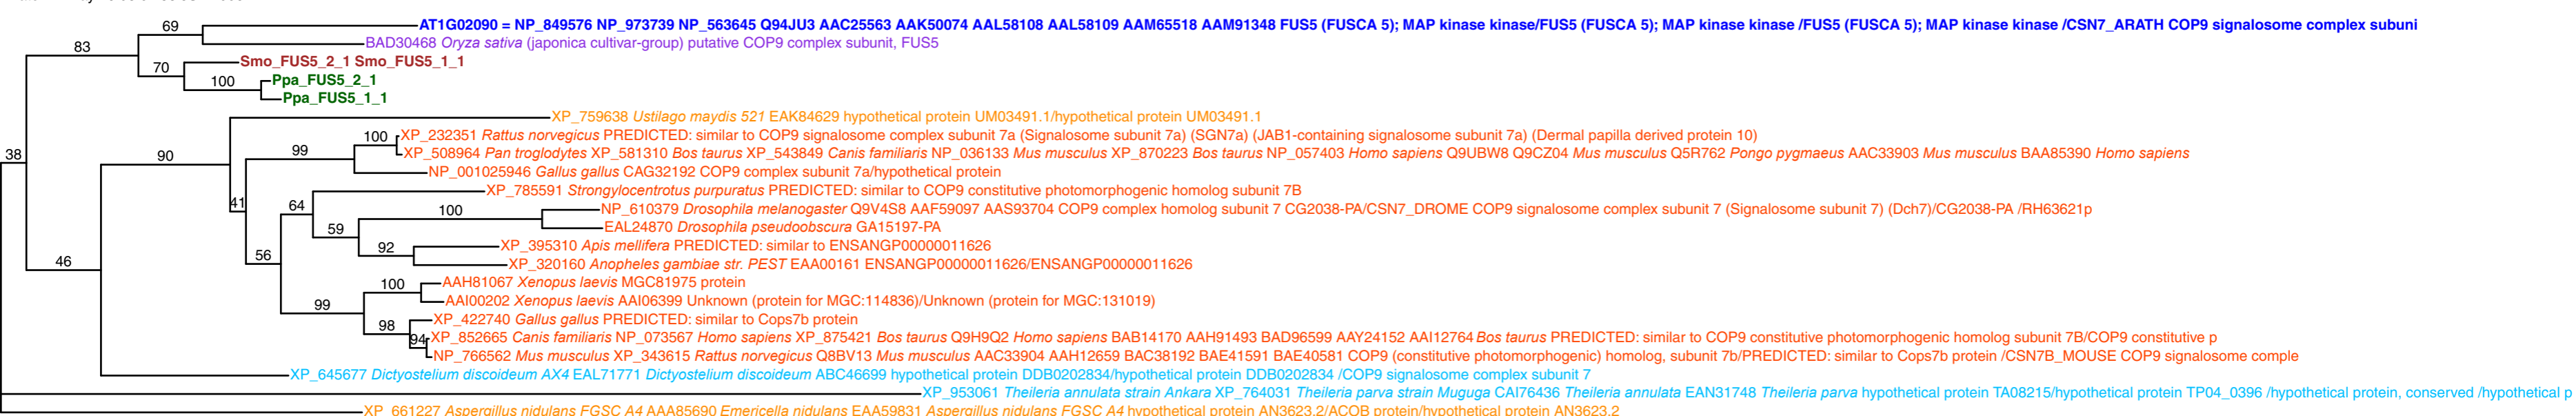 69
AT1G02090 = NP_849576 NP_973739 NP_563645 Q94JU3 AAC25563 AAK50074 AAL58108 AAL58109 AAM65518 AAM91348 FUS5 (FUSCA 5); MAP kinase kinase/FUS5 (FUSCA 5); MAP kinase kinase /FUS5 (FUSCA 5); MAP kinase kinase /CSN7_ARATH COP9 signalosome complex subuni
BAD30468 Oryza sativa (japonica cultivar-group) putative COP9 complex subunit, FUS5
83
Smo_FUS5_2_1 Smo_FUS5_1_1
70
100
Ppa_FUS5_2_1
Ppa_FUS5_1_1
XP_759638 Ustilago maydis 521 EAK84629 hypothetical protein UM03491.1/hypothetical protein UM03491.1
100
XP_232351 Rattus norvegicus PREDICTED: similar to COP9 signalosome complex subunit 7a (Signalosome subunit 7a) (SGN7a) (JAB1-containing signalosome subunit 7a) (Dermal papilla derived protein 10)
38
90
99
XP_508964 Pan troglodytes XP_581310 Bos taurus XP_543849 Canis familiaris NP_036133 Mus musculus XP_870223 Bos taurus NP_057403 Homo sapiens Q9UBW8 Q9CZ04 Mus musculus Q5R762 Pongo pygmaeus AAC33903 Mus musculus BAA85390 Homo sapiens
NP_001025946 Gallus gallus CAG32192 COP9 complex subunit 7a/hypothetical protein
XP_785591 Strongylocentrotus purpuratus PREDICTED: similar to COP9 constitutive photomorphogenic homolog subunit 7B
41
64
100
NP_610379 Drosophila melanogaster Q9V4S8 AAF59097 AAS93704 COP9 complex homolog subunit 7 CG2038-PA/CSN7_DROME COP9 signalosome complex subunit 7 (Signalosome subunit 7) (Dch7)/CG2038-PA /RH63621p
59
EAL24870 Drosophila pseudoobscura GA15197-PA
92
XP_395310 Apis mellifera PREDICTED: similar to ENSANGP00000011626
46
56
XP_320160 Anopheles gambiae str. PEST EAA00161 ENSANGP00000011626/ENSANGP00000011626
100
AAH81067 Xenopus laevis MGC81975 protein
99
AAI00202 Xenopus laevis AAI06399 Unknown (protein for MGC:114836)/Unknown (protein for MGC:131019)
98
XP_422740 Gallus gallus PREDICTED: similar to Cops7b protein
94
XP_852665 Canis familiaris NP_073567 Homo sapiens XP_875421 Bos taurus Q9H9Q2 Homo sapiens BAB14170 AAH91493 BAD96599 AAY24152 AAI12764 Bos taurus PREDICTED: similar to COP9 constitutive photomorphogenic homolog subunit 7B/COP9 constitutive p
NP_766562 Mus musculus XP_343615 Rattus norvegicus Q8BV13 Mus musculus AAC33904 AAH12659 BAC38192 BAE41591 BAE40581 COP9 (constitutive photomorphogenic) homolog, subunit 7b/PREDICTED: similar to Cops7b protein /CSN7B_MOUSE COP9 signalosome comple
XP_645677 Dictyostelium discoideum AX4 EAL71771 Dictyostelium discoideum ABC46699 hypothetical protein DDB0202834/hypothetical protein DDB0202834 /COP9 signalosome complex subunit 7
XP_953061 Theileria annulata strain Ankara XP_764031 Theileria parva strain Muguga CAI76436 Theileria annulata EAN31748 Theileria parva hypothetical protein TA08215/hypothetical protein TP04_0396 /hypothetical protein, conserved /hypothetical p
XP_661227 Aspergillus nidulans FGSC A4 AAA85690 Emericella nidulans EAA59831 Aspergillus nidulans FGSC A4 hypothetical protein AN3623.2/ACOB protein/hypothetical protein AN3623.2